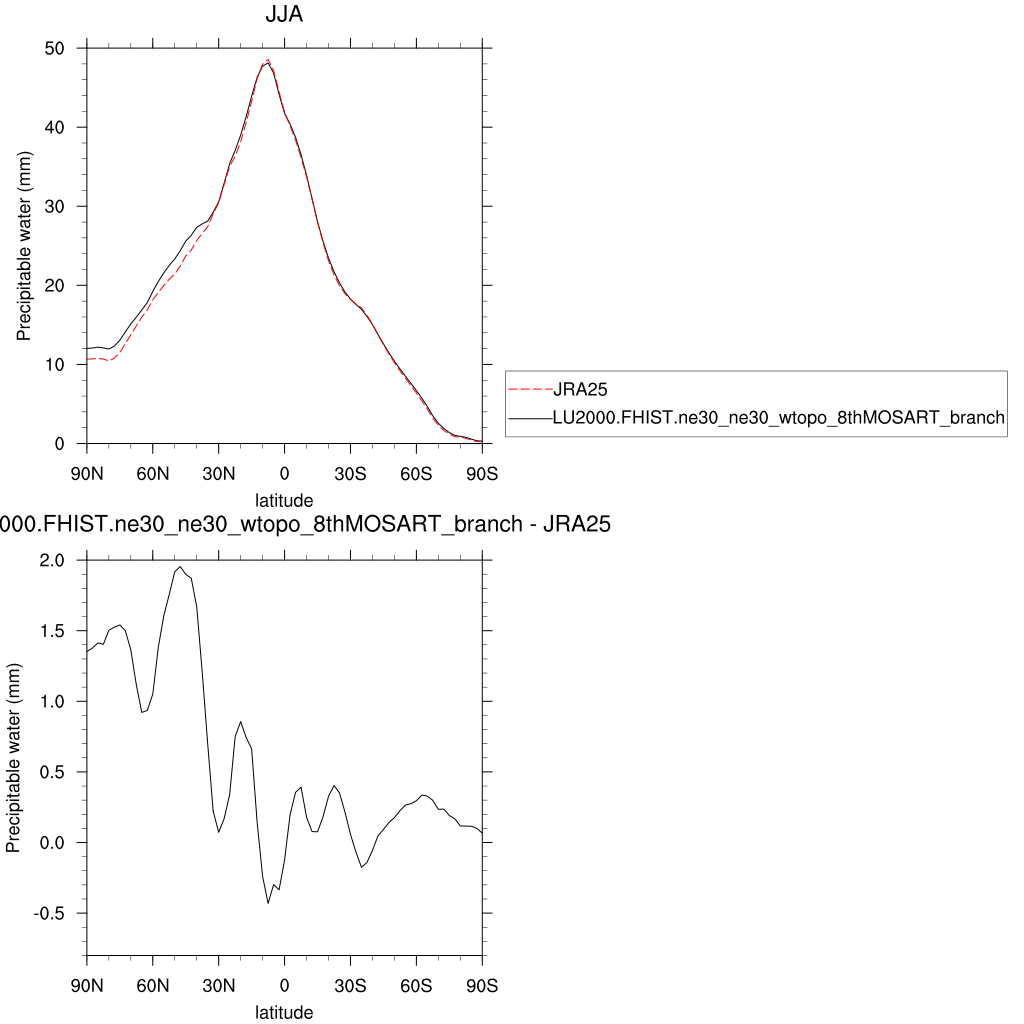 JJA
50
40
30
20
10
0
Precipitable water (mm)
90N 60N 30N 0 30S 60S 90S
latitude
JRA25
LU2000.FHIST.ne30_ne30_wtopo_8thMOSART_branch
000.FHIST.ne30_ne30_wtopo_8thMOSART_branch - JRA25
2.0
1.5
1.0
0.5
0.0
-0.5
Precipitable water (mm)
90N 60N 30N 0 30S 60S 90S
latitude